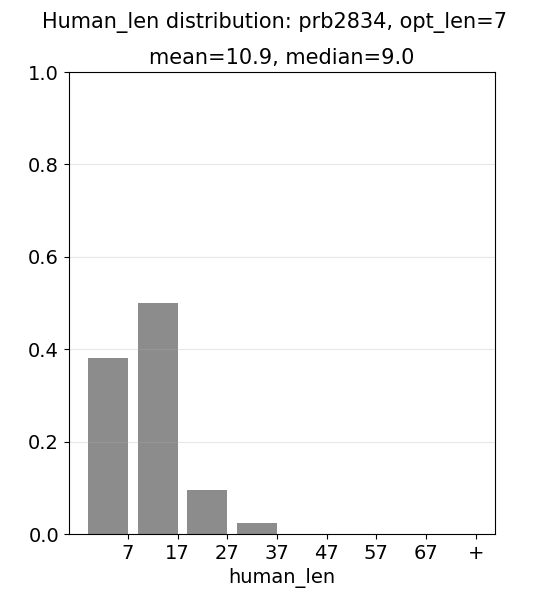 Human_len distribution: prb2834, opt_len=7
mean=10.9, median=9.0
1.0
0.8
0.6
0.4
0.2
0.0
7 17 27 37 47 57 67 +
human_len